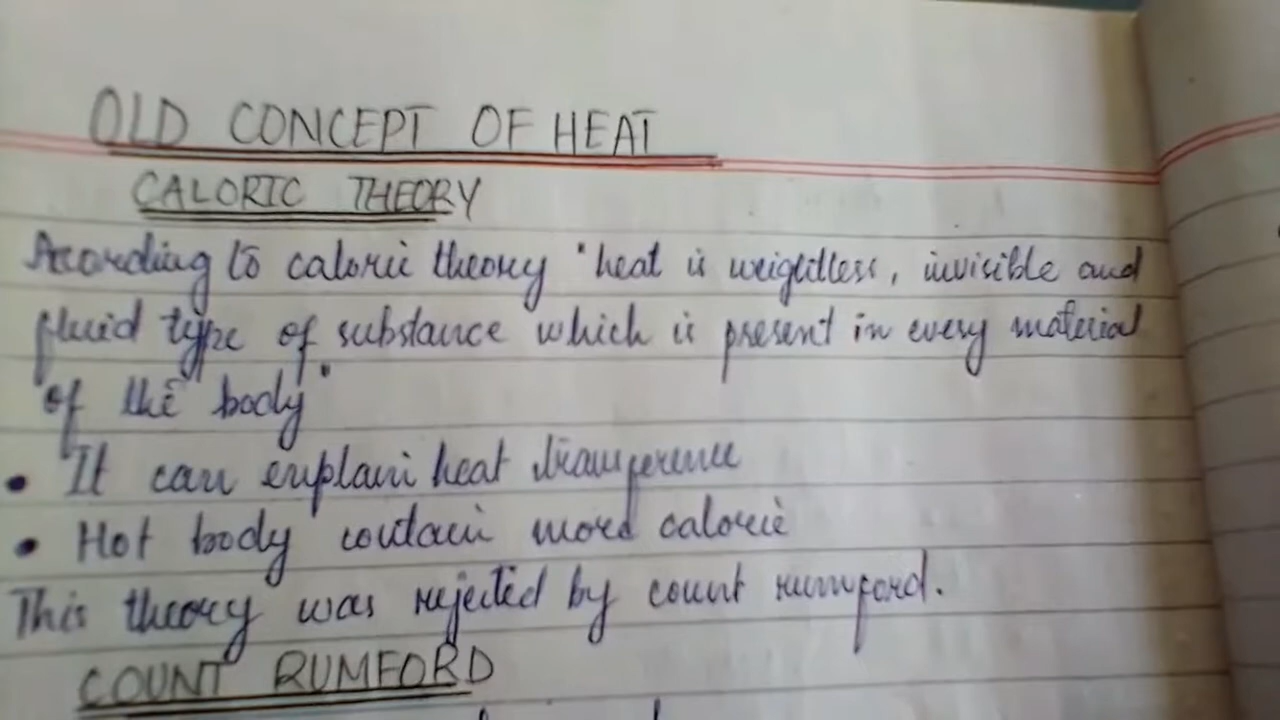 OLD CONCEPT OF HEAT
CALORIC THEORY
According to caloric theory "heat is weightless, invisible and
fluid type of substance which is present in every material
of the body"
• It can explain heat transference
• Hot body contain more caloric
This theory was rejected by count rumford.
COUNT RUMFORD